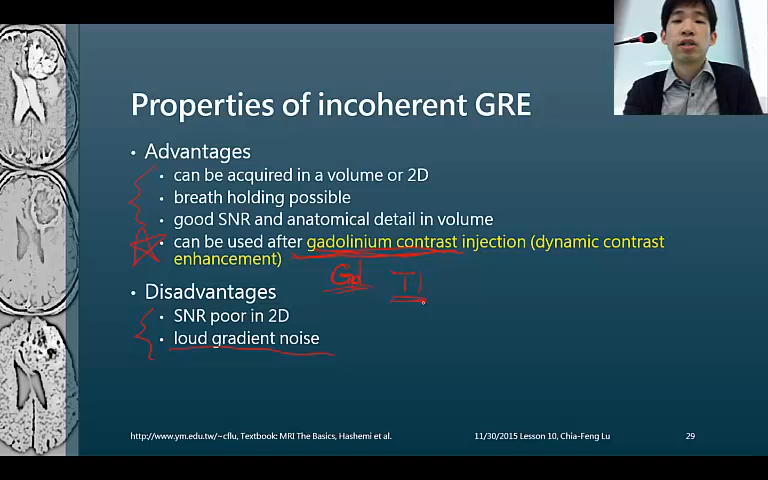 Properties of incoherent GRE
• Advantages
• can be acquired in a volume or 2D
• breath holding possible
• good SNR and anatomical detail in volume
• can be used after gadolinium contrast injection (dynamic contrast
enhancement)
Gd T1
• Disadvantages
• SNR poor in 2D
• loud gradient noise
http://www.ym.edu.tw/~cflu, Textbook: MRI The Basics, Hashemi et al. 11/30/2015 Lesson 10, Chia-Feng Lu 29